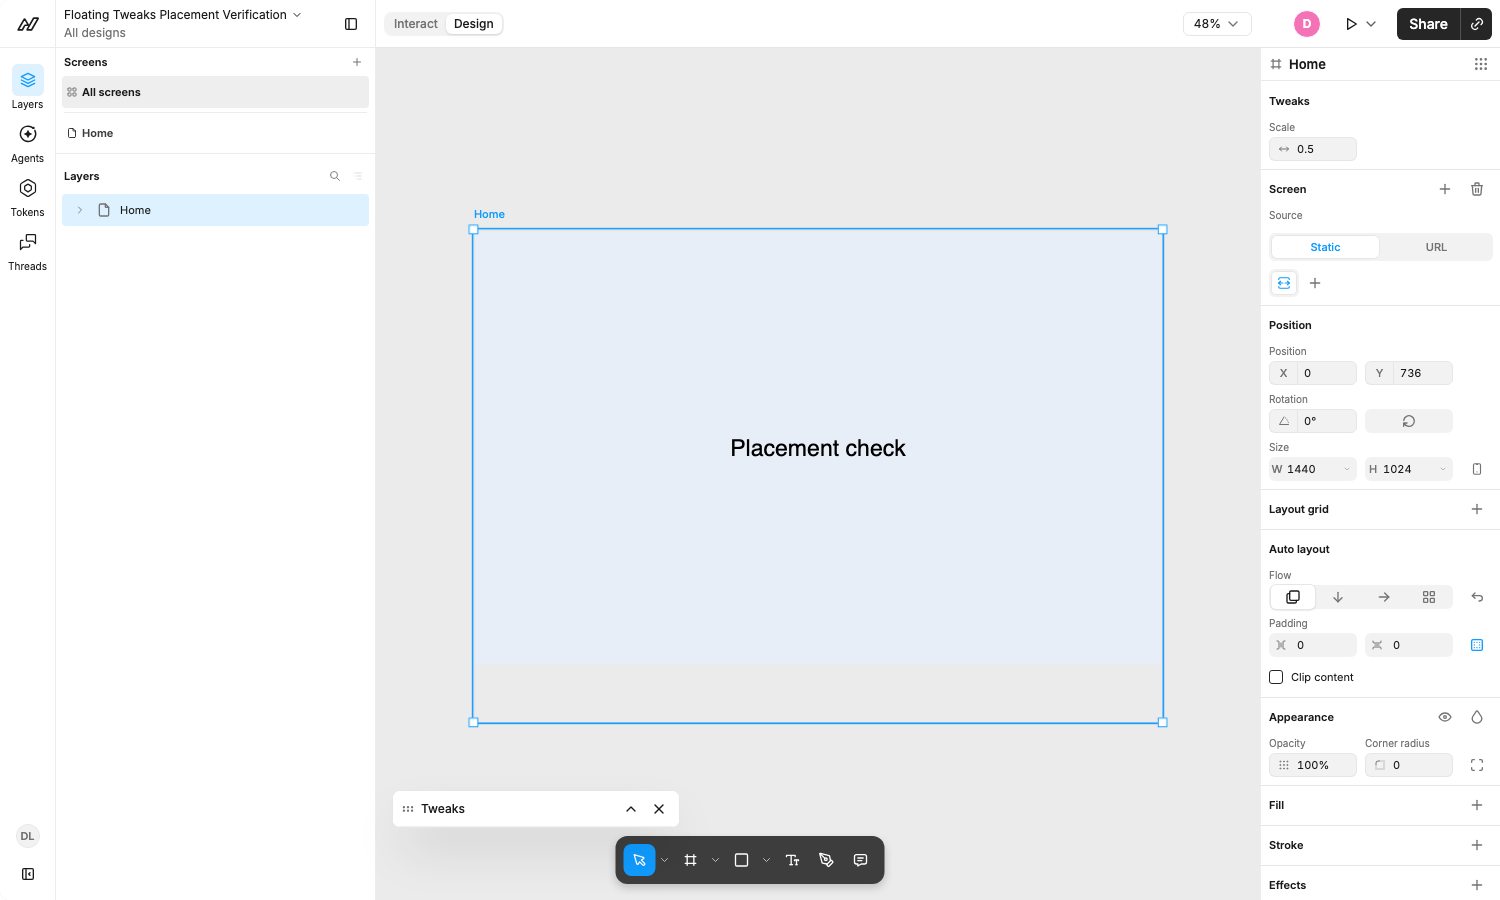 Floating Tweaks Placement Verification
All designs
Interact
Design
48%
D
Share
Layers
Agents
Tokens
Threads
DL
Screens
All screens
Home
Layers
Home
Home
Placement check
Tweaks
Tt
Home
Tweaks
Scale
0.5
Screen
Source
Static
URL
Position
Position
X 0
Y 736
Rotation
0°
Size
W 1440
H 1024
Layout grid
Auto layout
Flow
Padding
0
0
Clip content
Appearance
Opacity
Corner radius
100%
0
Fill
Stroke
Effects